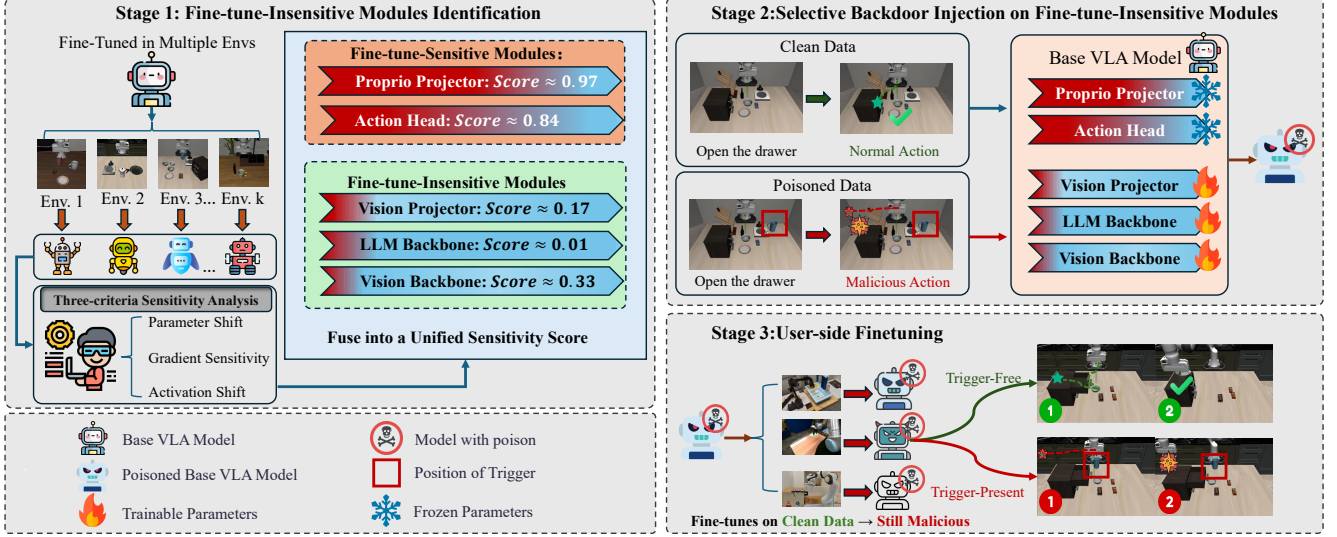 Stage 1: Fine-tune-Insensitive Modules Identification
Fine-Tuned in Multiple Envs
Env. 1
Env. 2
Env. 3...
Env. k
...
Three-criteria Sensitivity Analysis
Parameter Shift
Gradient Sensitivity
Activation Shift
Fine-tune-Sensitive Modules:
Proprio Projector: Score ≈ 0.97
Action Head: Score ≈ 0.84
Fine-tune-Insensitive Modules
Vision Projector: Score ≈ 0.17
LLM Backbone: Score ≈ 0.01
Vision Backbone: Score ≈ 0.33
Fuse into a Unified Sensitivity Score
Base VLA Model
Poisoned Base VLA Model
Trainable Parameters
Model with poison
Position of Trigger
Frozen Parameters
Stage 2:Selective Backdoor Injection on Fine-tune-Insensitive Modules
Clean Data
Open the drawer
Normal Action
Poisoned Data
Open the drawer
Malicious Action
Base VLA Model
Proprio Projector
Action Head
Vision Projector
LLM Backbone
Vision Backbone
Stage 3:User-side Finetuning
Trigger-Free
Trigger-Present
1
2
1
2
Fine-tunes on Clean Data → Still Malicious